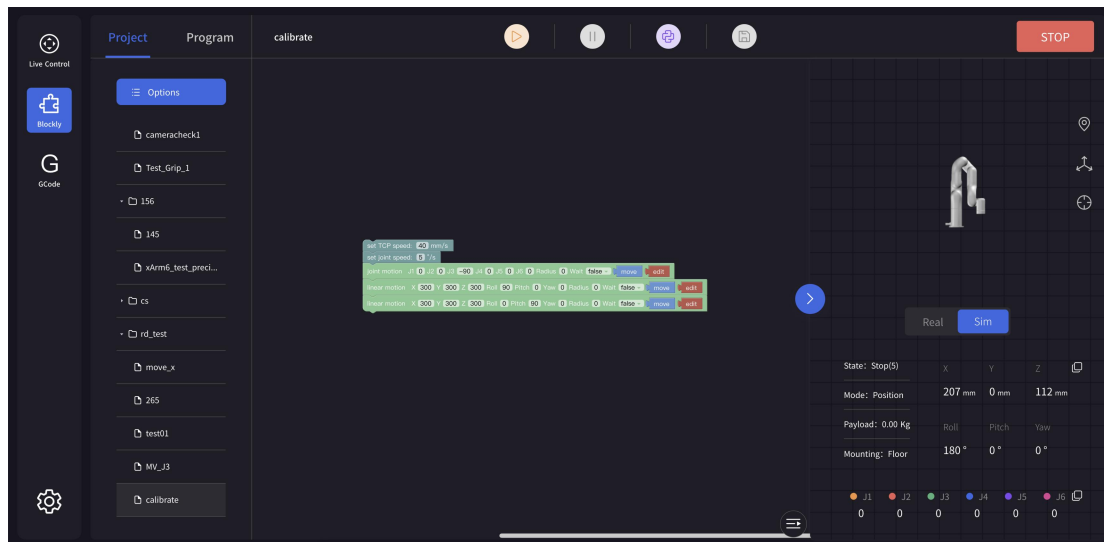 Live Control
Blockly
G
GCode
Project Program
Options
cameracheck1
Test_Grip_1
156
145
xArm6_test_preci...
cs
rd_test
move_x
265
test01
MV_J3
calibrate
calibrate
STOP
set TCP speed: 40 mm/s
set joint speed: 5 °/s
joint motion J1 0 J2 0 J3 -90 J4 0 J5 0 J6 0 Radius 0 Wait false move edit
linear motion X 300 Y 300 Z 300 Roll 90 Pitch 0 Yaw 0 Radius 0 Wait false move edit
linear motion X 300 Y 300 Z 300 Roll 0 Pitch 90 Yaw 0 Radius 0 Wait false move edit
Real Sim
State: Stop(5)
Mode: Position
Payload: 0.00 Kg
Mounting: Floor
X Y Z
207 mm 0 mm 112 mm
Roll Pitch Yaw
180 ° 0 ° 0 °
J1 J2 J3 J4 J5 J6
0 0 0 0 0 0